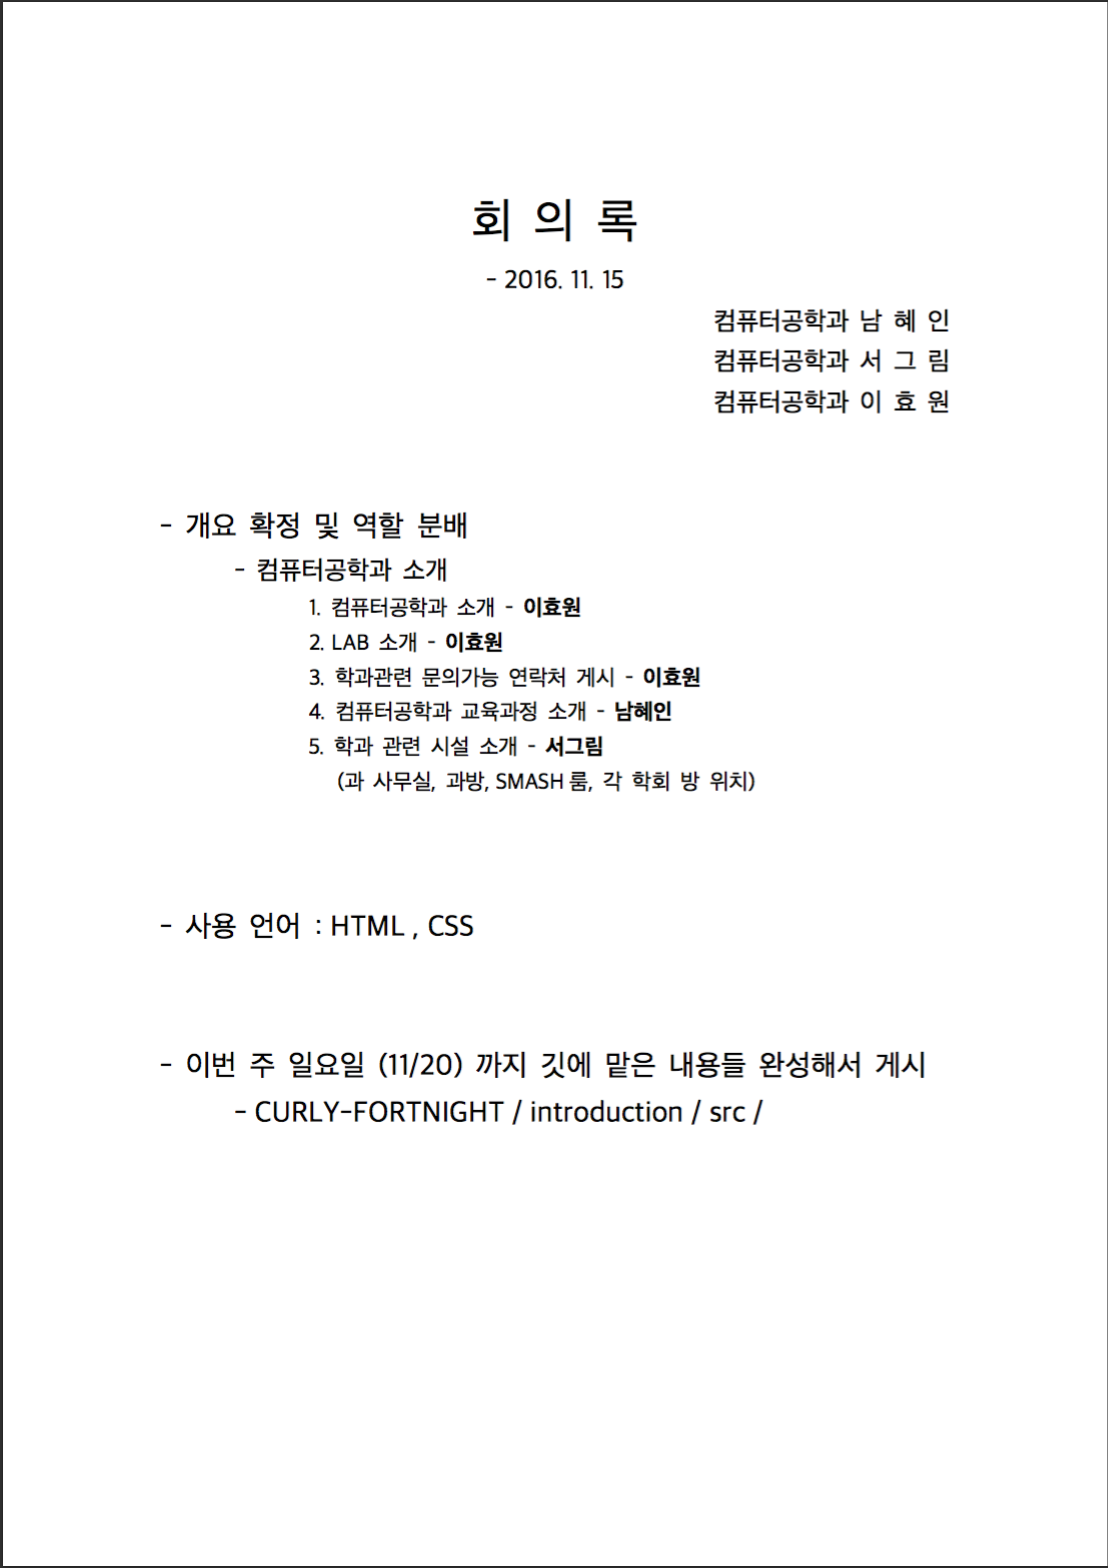 회 의 록
- 2016. 11. 15
컴퓨터공학과 남 혜 인
컴퓨터공학과 서 그 림
컴퓨터공학과 이 효 원
- 개요 확정 및 역할 분배
- 컴퓨터공학과 소개
1. 컴퓨터공학과 소개 - 이효원
2. LAB 소개 - 이효원
3. 학과관련 문의가능 연락처 게시 - 이효원
4. 컴퓨터공학과 교육과정 소개 - 남혜인
5. 학과 관련 시설 소개 - 서그림
(과 사무실, 과방, SMASH 룸, 각 학회 방 위치)
- 사용 언어 : HTML , CSS
- 이번 주 일요일 (11/20) 까지 깃에 맡은 내용들 완성해서 게시
- CURLY-FORTNIGHT / introduction / src /